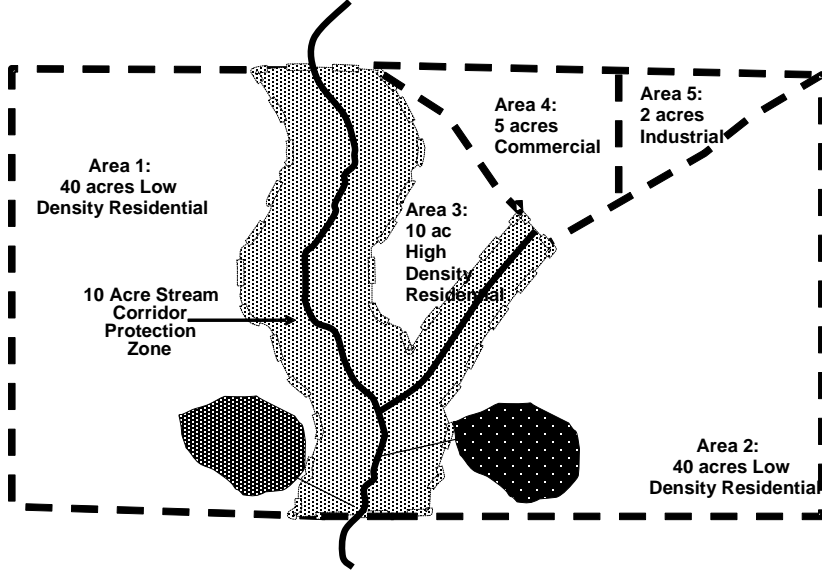 Area 1:
40 acres Low
Density Residential
10 Acre Stream
Corridor
Protection
Zone
Area 3:
10 ac
High
Density
Residential
Area 4:
5 acres
Commercial
Area 5:
2 acres
Industrial
Area 2:
40 acres Low
Density Residential